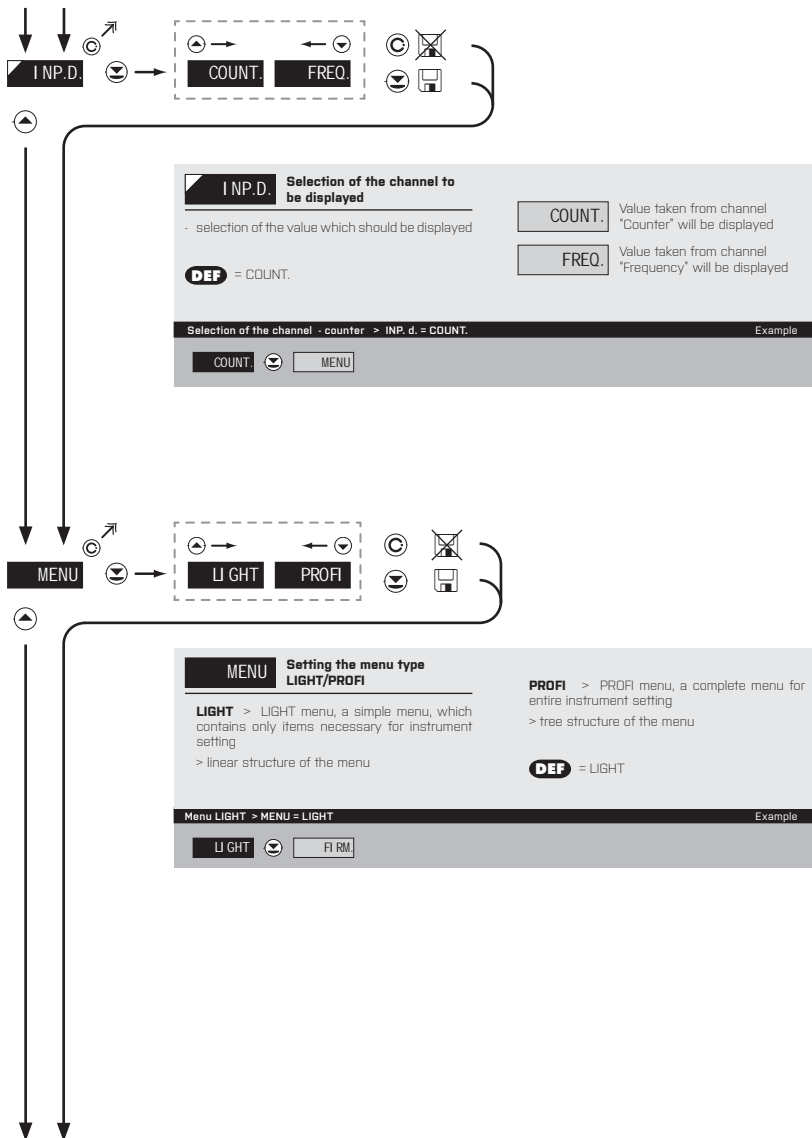 INP.D.
COUNT. FREQ.
INP.D. Selection of the channel to
be displayed
- selection of the value which should be displayed
DEF = COUNT.
COUNT. Value taken from channel
"Counter" will be displayed
FREQ. Value taken from channel
"Frequency" will be displayed
Selection of the channel - counter > INP. d. = COUNT. Example
COUNT. MENU
MENU
LIGHT PROFI
MENU Setting the menu type
LIGHT/PROFI
LIGHT > LIGHT menu, a simple menu, which
contains only items necessary for instrument
setting
> linear structure of the menu
PROFI > PROFI menu, a complete menu for
entire instrument setting
> tree structure of the menu
DEF = LIGHT
Menu LIGHT > MENU = LIGHT Example
LIGHT FIRM.